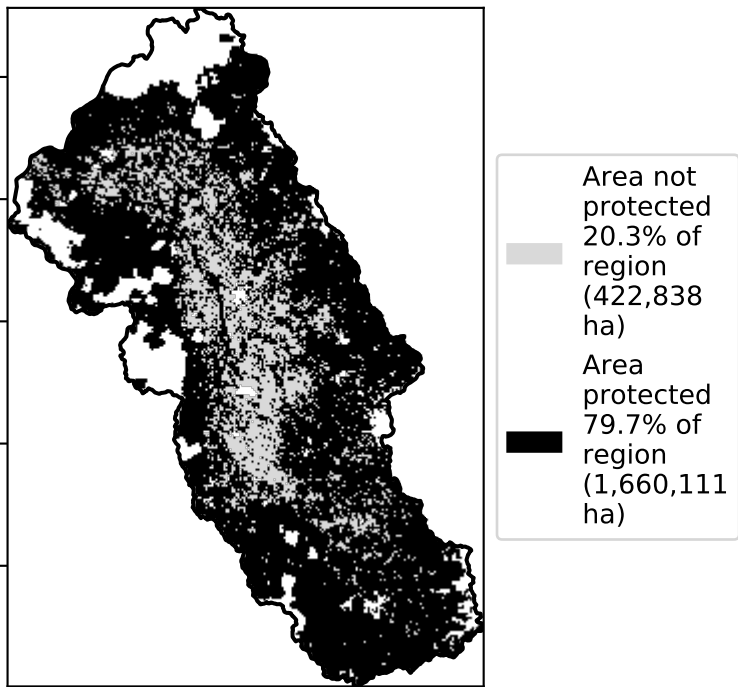 Area not
protected
20.3% of
region
(422,838
ha)
Area
protected
79.7% of
region
(1,660,111
ha)